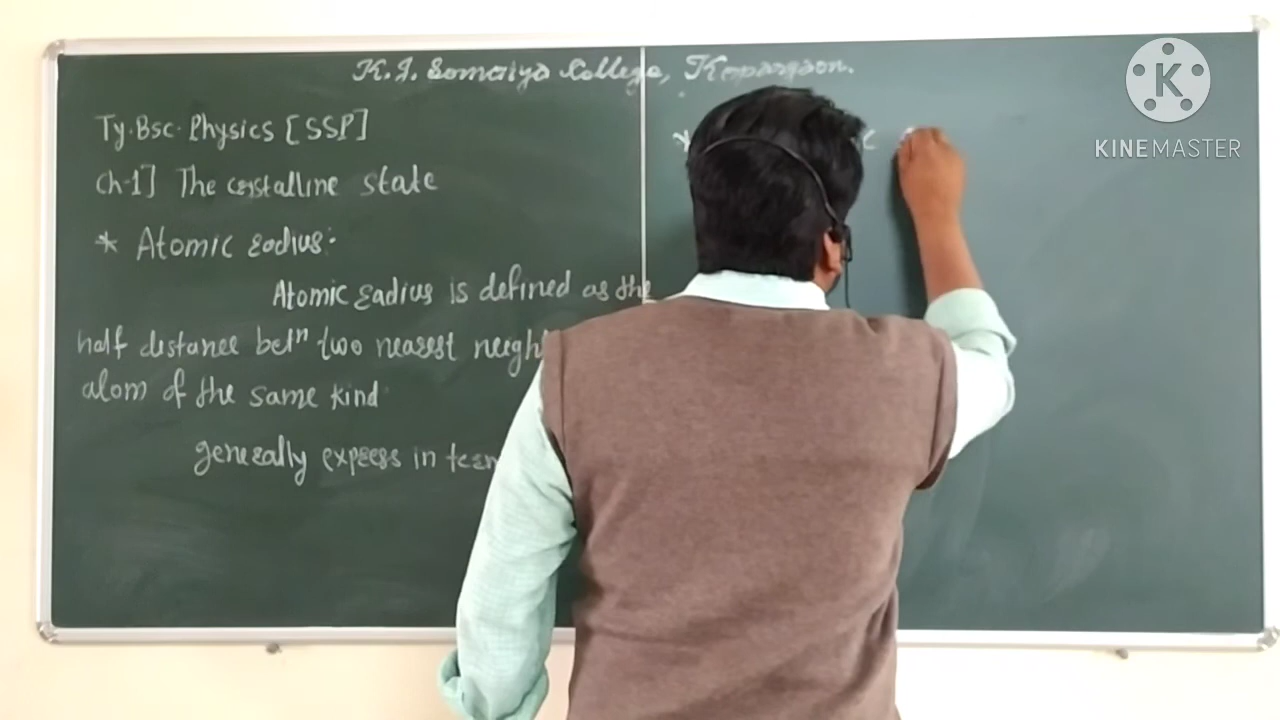 K.J. Somaiya College, Kopargaon.
Ty.Bsc. Physics [SSP]
Ch-1] The crystalline state
* Atomic radius:
Atomic radius is defined as the
half distance betn two nearest neigh
atom of the same kind
generally express in
KINEMASTER